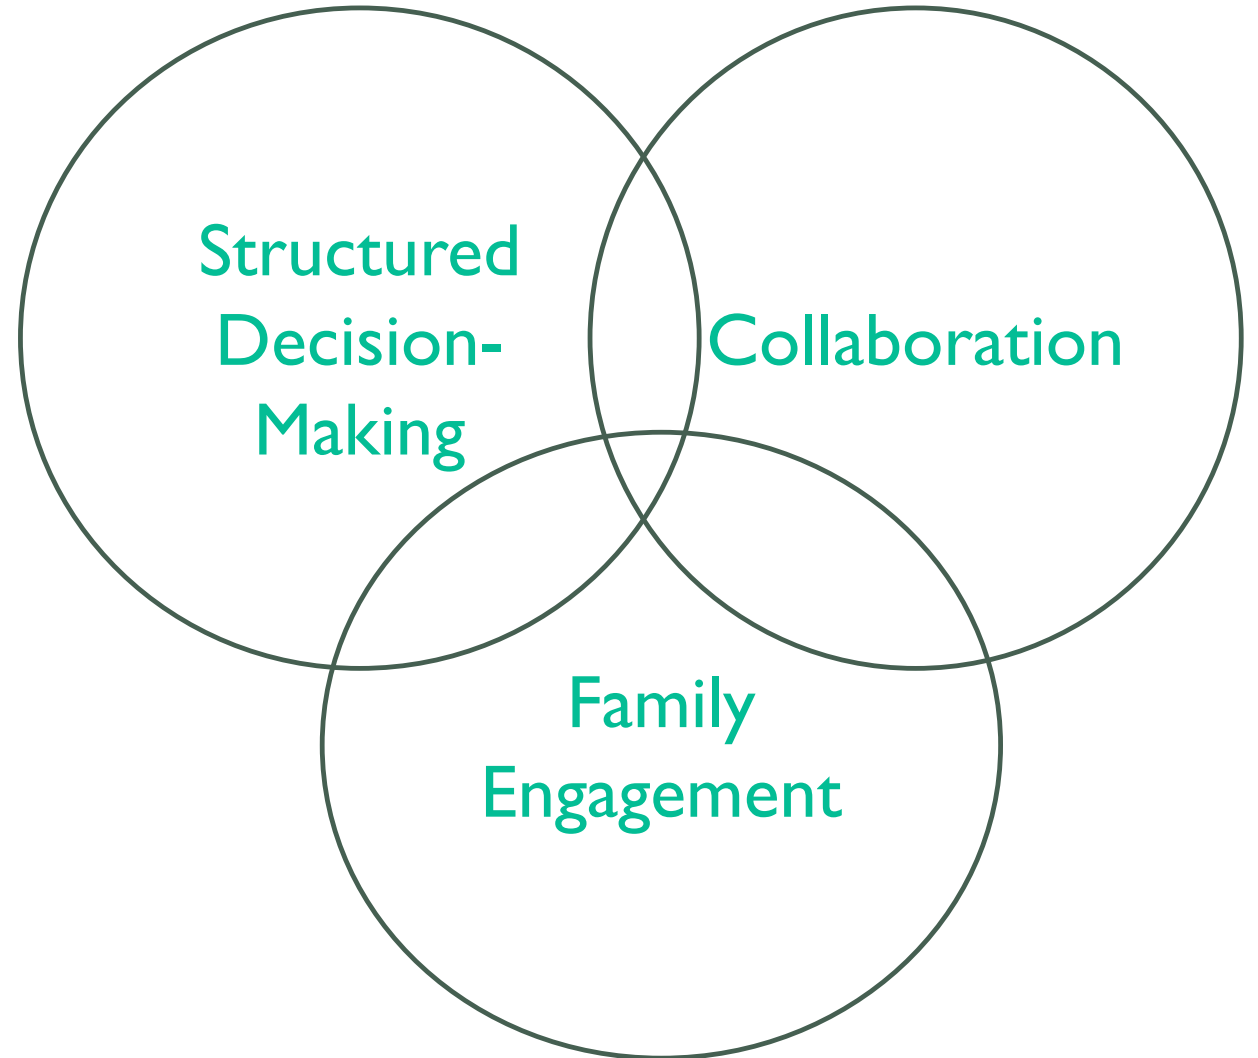 Structured
Decision-
Making
Collaboration
Family
Engagement